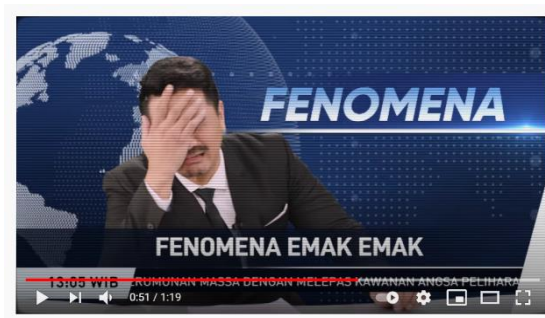 FENOMENA
FENOMENA EMAK EMAK
13:05 WIB ERUMUNAN MASSA DENGAN MELEPAS KAWANAN ANGSA PELIHARA
0:51 / 1:19